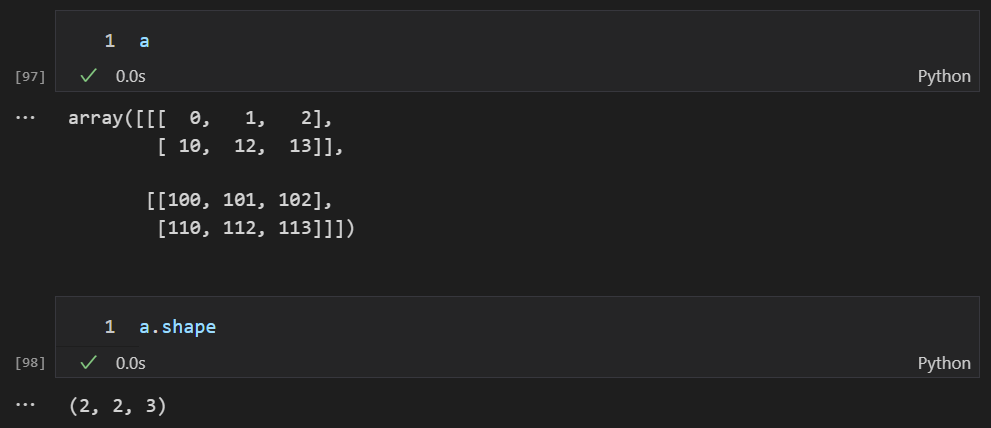 1 a
[97] ✓ 0.0s Python
... array([[[  0,   1,   2],
        [ 10,  12,  13]],
       [[100, 101, 102],
        [110, 112, 113]]])
1 a.shape
[98] ✓ 0.0s Python
... (2, 2, 3)